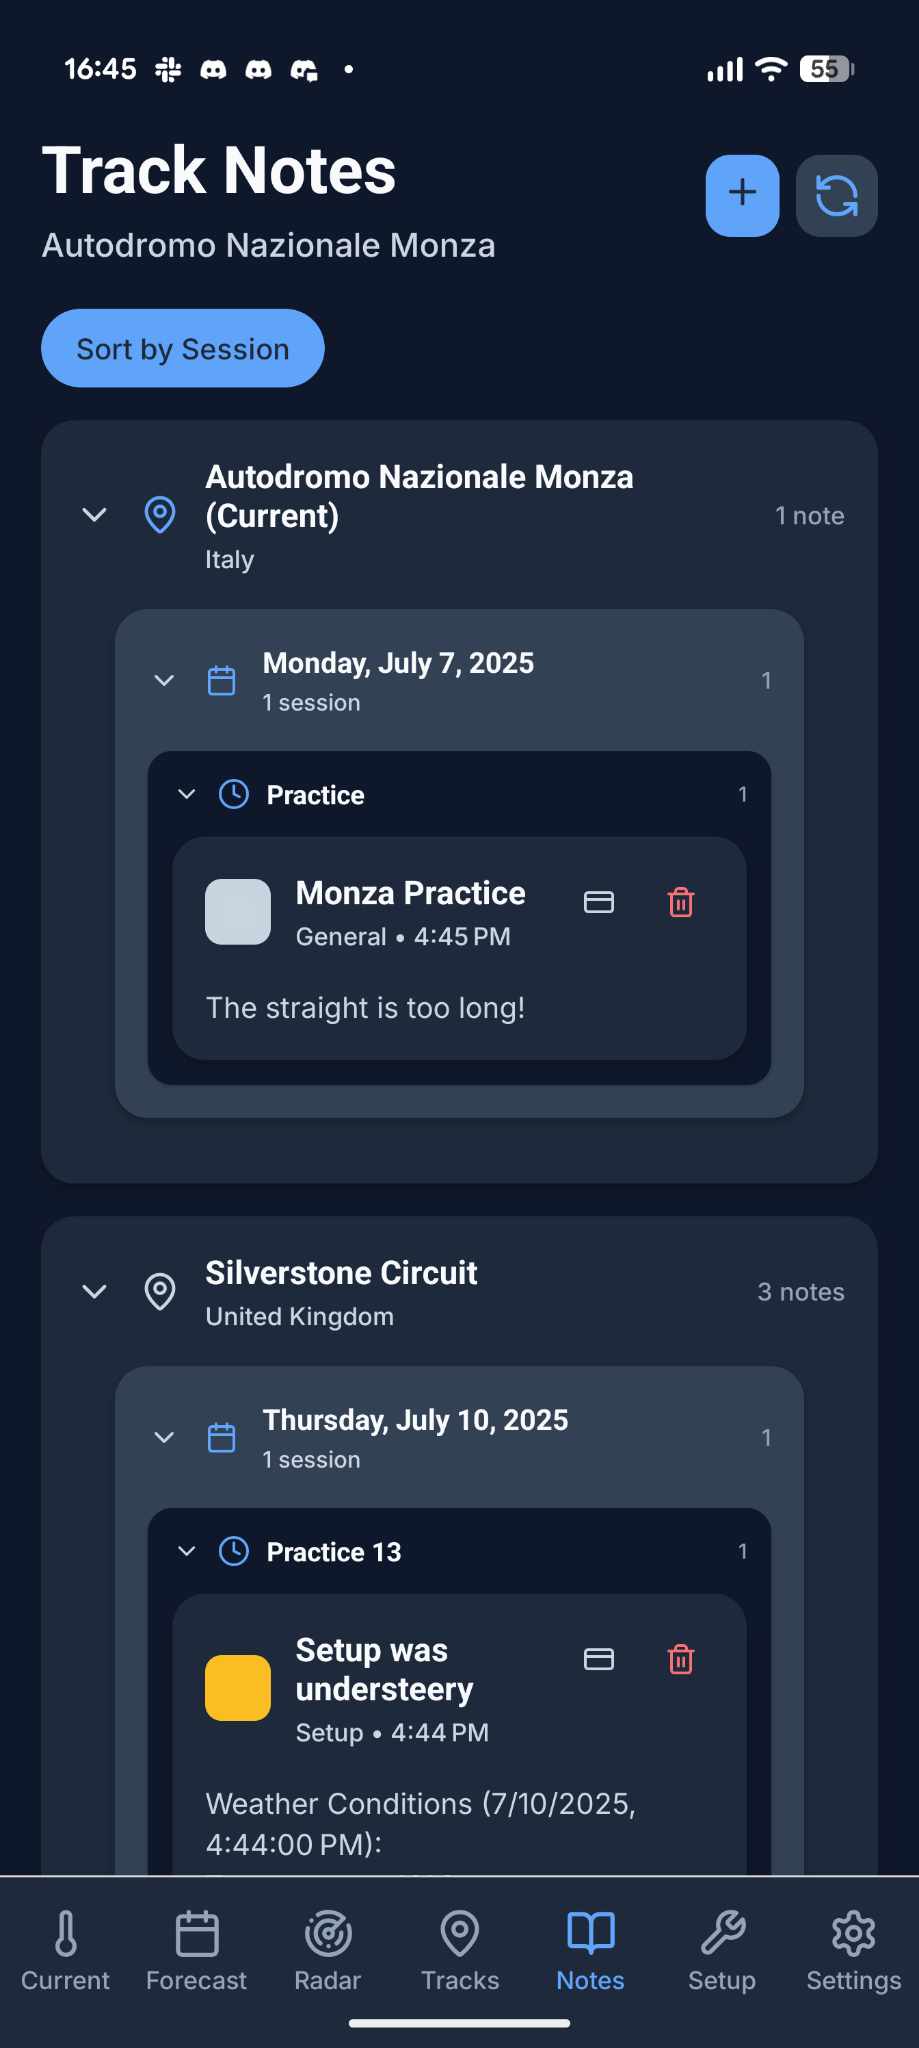 16:45
55
Track Notes
Autodromo Nazionale Monza
Sort by Session
Autodromo Nazionale Monza
(Current)
1 note
Italy
Monday, July 7, 2025
1
1 session
Practice
1
Monza Practice
General • 4:45 PM
The straight is too long!
Silverstone Circuit
3 notes
United Kingdom
Thursday, July 10, 2025
1
1 session
Practice 13
1
Setup was
understeery
Setup • 4:44 PM
Weather Conditions (7/10/2025,
4:44:00 PM):
Current
Forecast
Radar
Tracks
Notes
Setup
Settings